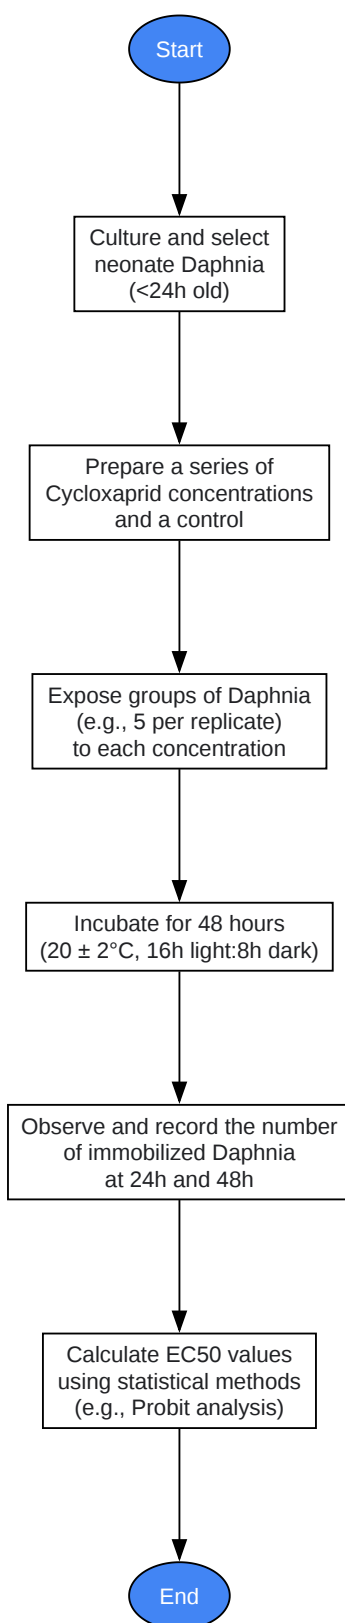 Start
Culture and select
neonate Daphnia
(<24h old)
Prepare a series of
Cycloxaprid concentrations
and a control
Expose groups of Daphnia
(e.g., 5 per replicate)
to each concentration
Incubate for 48 hours
(20 ± 2°C, 16h light:8h dark)
Observe and record the number
of immobilized Daphnia
at 24h and 48h
Calculate EC50 values
using statistical methods
(e.g., Probit analysis)
End